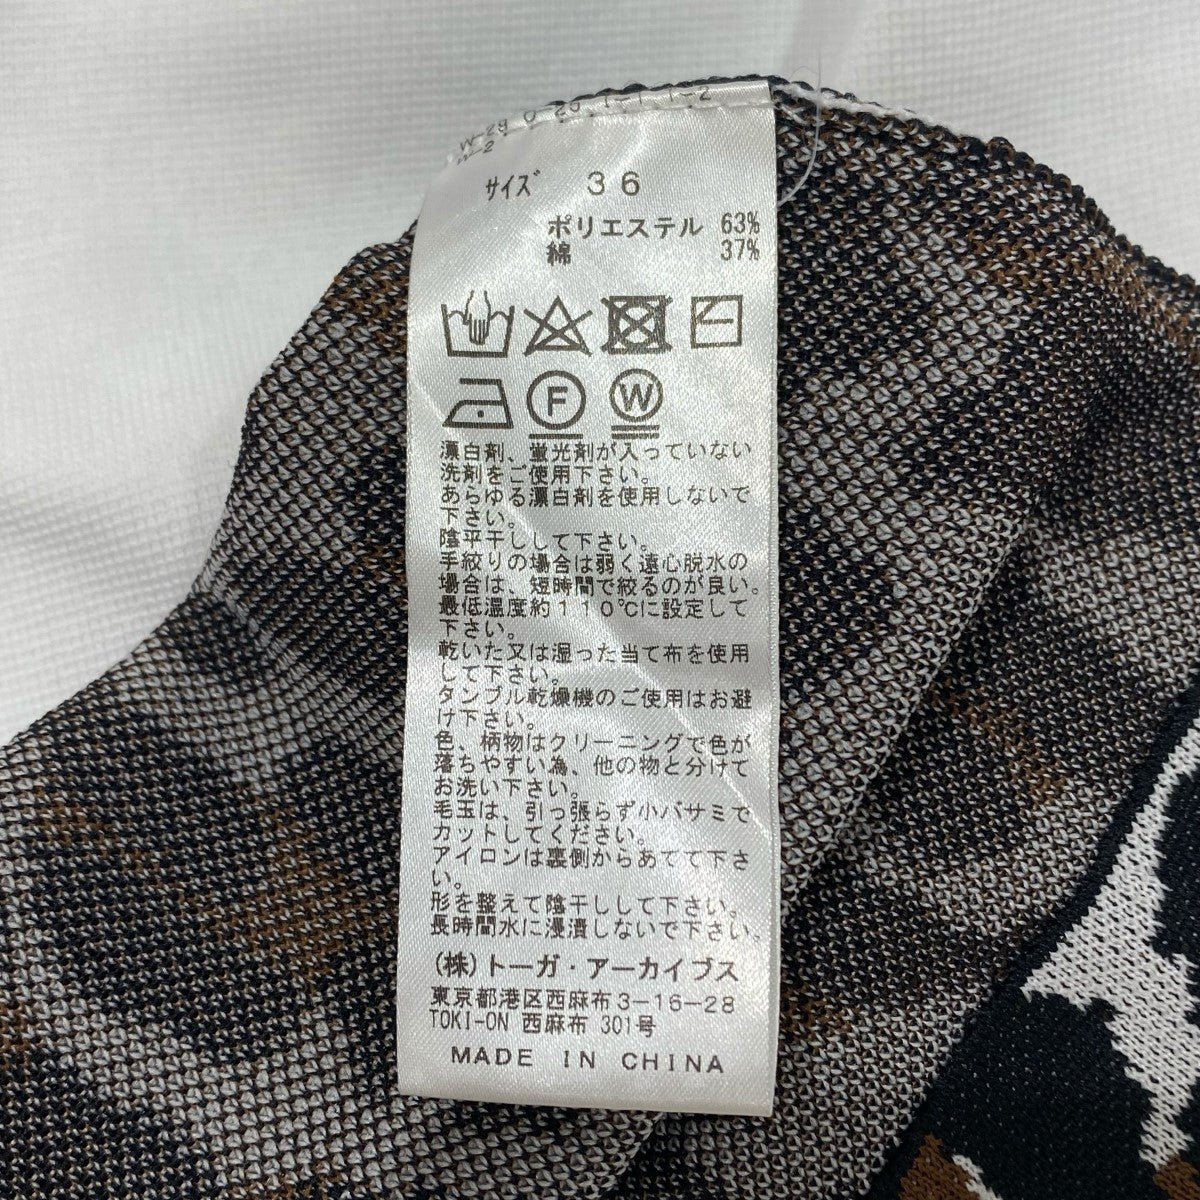 サイズ 36
ポリエステル 63%
綿 37%
F W
漂白剤、蛍光剤が入っていない
洗剤をご使用下さい。
あらゆる漂白剤を使用しないで
下さい。
陰平干しして下さい。
手絞りの場合は弱く遠心脱水の
場合は、短時間で絞るのが良い。
最低温度約110℃に設定して
下さい。
乾いた又は湿った当て布を使用
して下さい。
タンブル乾燥機のご使用はお避
け下さい。
色、柄物はクリーニングで色が
落ちやすい為、他の物と分けて
お洗い下さい。
毛玉は、引っ張らず小バサミで
カットしてください。
アイロンは裏側からあてて下さ
い。
形を整えて陰干しして下さい。
長時間水に浸漬しないで下さい。
(株)トーガ・アーカイブス
東京都港区西麻布3-16-28
TOKI-ON 西麻布 301号
MADE IN CHINA